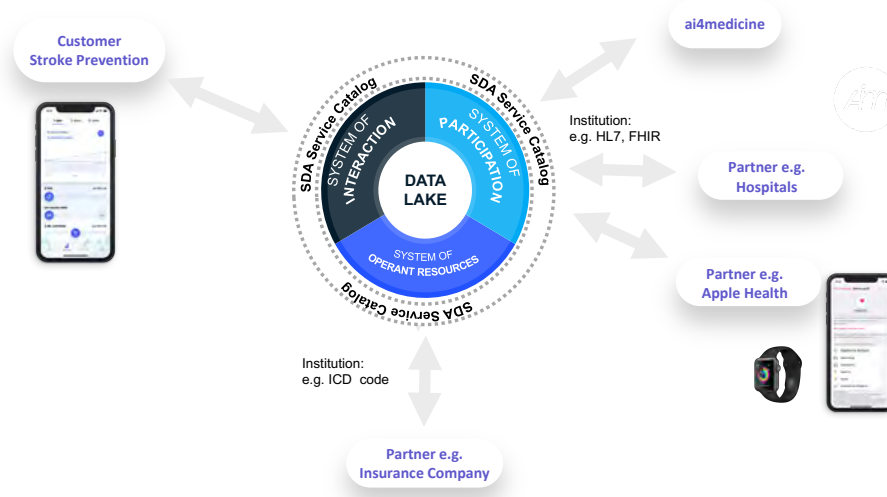 Customer
Stroke Prevention
ai4medicine
SDA Service Catalog
SDA Service Catalog
SYSTEM OF
INTERACTION
SYSTEM OF
PARTICIPATION
DATA
LAKE
SYSTEM OF
OPERANT RESOURCES
SDA Service Catalog
Institution:
e.g. HL7, FHIR
Partner e.g.
Hospitals
Partner e.g.
Apple Health
Institution:
e.g. ICD code
Partner e.g.
Insurance Company